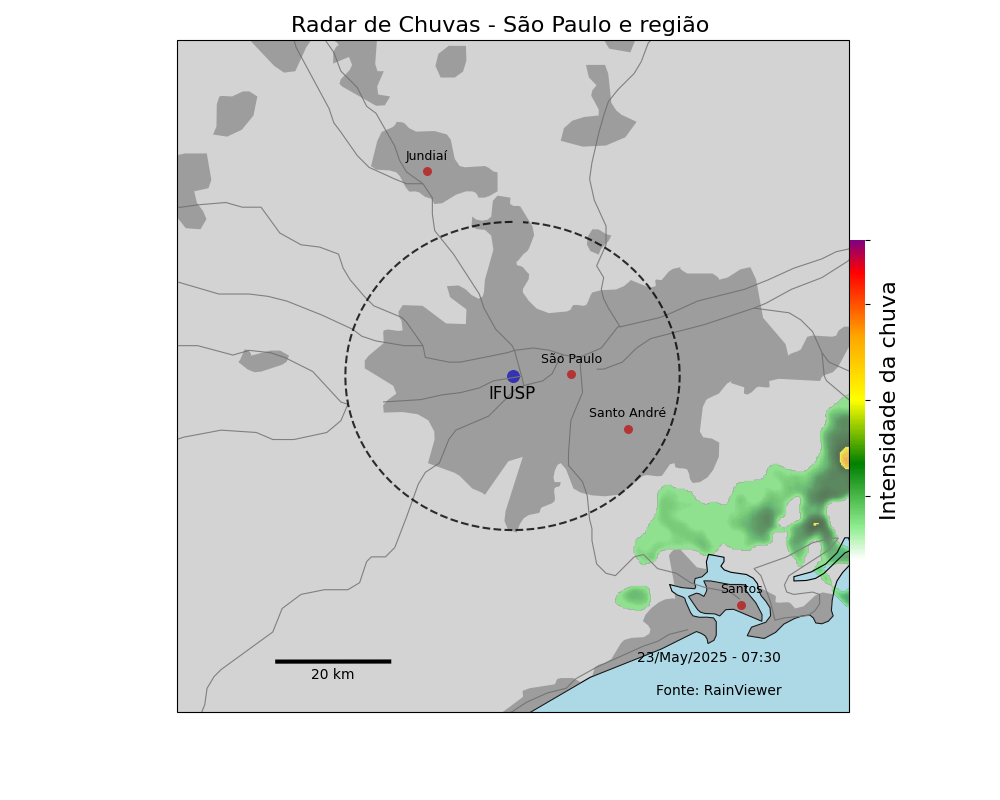 Radar de Chuvas - São Paulo e região
Jundiaí
São Paulo
IFUSP
Santo André
Intensidade da chuva
Santos
23/May/2025 - 07:30
20 km
Fonte: RainViewer